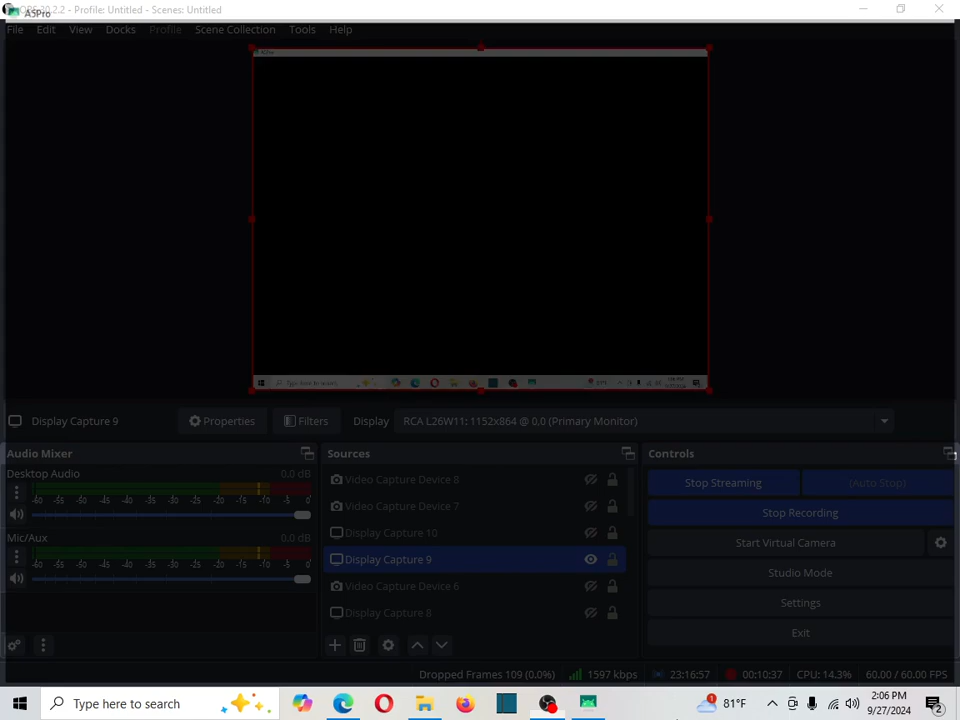 ASPro
OBS 30.2.2 - Profile: Untitled - Scenes: Untitled
File Edit View Docks Profile Scene Collection Tools Help
Display Capture 9 Properties Filters Display RCA L26W11: 1152x864 @ 0,0 (Primary Monitor)
Audio Mixer
Desktop Audio 0.0 dB
-60 -55 -50 -45 -40 -35 -30 -25 -20 -15 -10 -5 0
Mic/Aux 0.0 dB
-60 -55 -50 -45 -40 -35 -30 -25 -20 -15 -10 -5 0
Sources
Video Capture Device 8
Video Capture Device 7
Display Capture 10
Display Capture 9
Video Capture Device 6
Display Capture 8
Controls
Stop Streaming (Auto Stop)
Stop Recording
Start Virtual Camera
Studio Mode
Settings
Exit
Dropped Frames 109 (0.0%) 1597 kbps 23:16:57 00:10:37 CPU: 14.3% 60.00 / 60.00 FPS
Type here to search
1 81°F
2:06 PM
9/27/2024
2